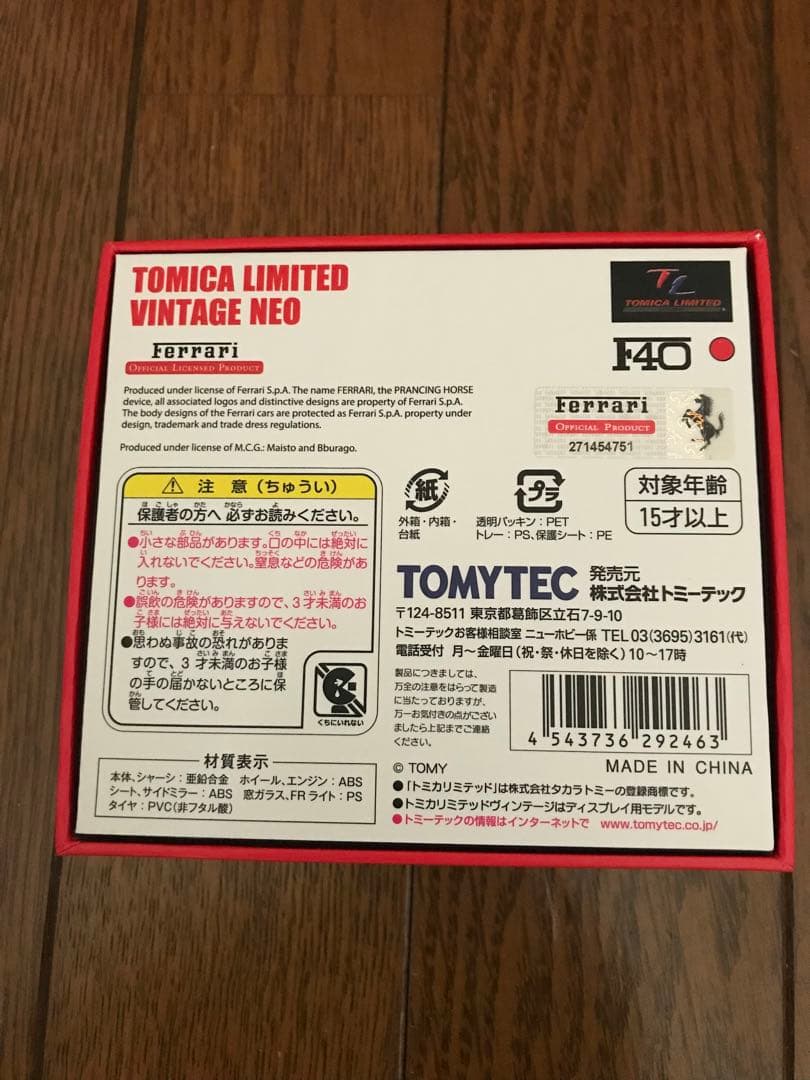 TOMICA LIMITED
VINTAGE NEO
TL
TOMICA LIMITED
Ferrari
OFFICIAL LICENSED PRODUCT
F40
Produced under license of Ferrari S.p.A. The name FERRARI, the PRANCING HORSE
device, all associated logos and distinctive designs are property of Ferrari S.p.A.
The body designs of the Ferrari cars are protected as Ferrari S.p.A. property under
design, trademark and trade dress regulations.
Produced under license of M.C.G.: Maisto and Bburago.
Ferrari
OFFICIAL PRODUCT
271454751
注 意（ちゅうい）
保護者の方へ 必ずお読みください。
●小さな部品があります。口の中には絶対に
入れないでください。窒息などの危険があ
ります。
●誤飲の危険がありますので、3才未満のお
子様には絶対に与えないでください。
●思わぬ事故の恐れがありま
すので、3 才未満のお子様
の手の届かないところに保
管してください。
くちにいれない
紙
外箱・内箱・
台紙
プラ
透明パッキン：PET
トレー：PS、保護シート：PE
対象年齢
15才以上
TOMYTEC 発売元 株式会社トミーテック
〒124-8511 東京都葛飾区立石7-9-10
トミーテックお客様相談室 ニューホビー係 TEL 03(3695)3161(代)
電話受付 月～金曜日(祝・祭・休日を除く) 10～17時
製品につきましては、
万全の注意をはらって製造
に当たっておりますが、
万一お気付きの点がござい
ましたら上記までご連絡
ください。
4 543736 292463
© TOMY
MADE IN CHINA
材質表示
本体、シャーシ：亜鉛合金 ホイール、エンジン：ABS
シート、サイドミラー：ABS 窓ガラス、FRライト：PS
タイヤ：PVC(非フタル酸)
●「トミカリミテッド」は株式会社タカラトミーの登録商標です。
●トミカリミテッドヴィンテージはディスプレイ用モデルです。
●トミーテックの情報はインターネットで www.tomytec.co.jp/